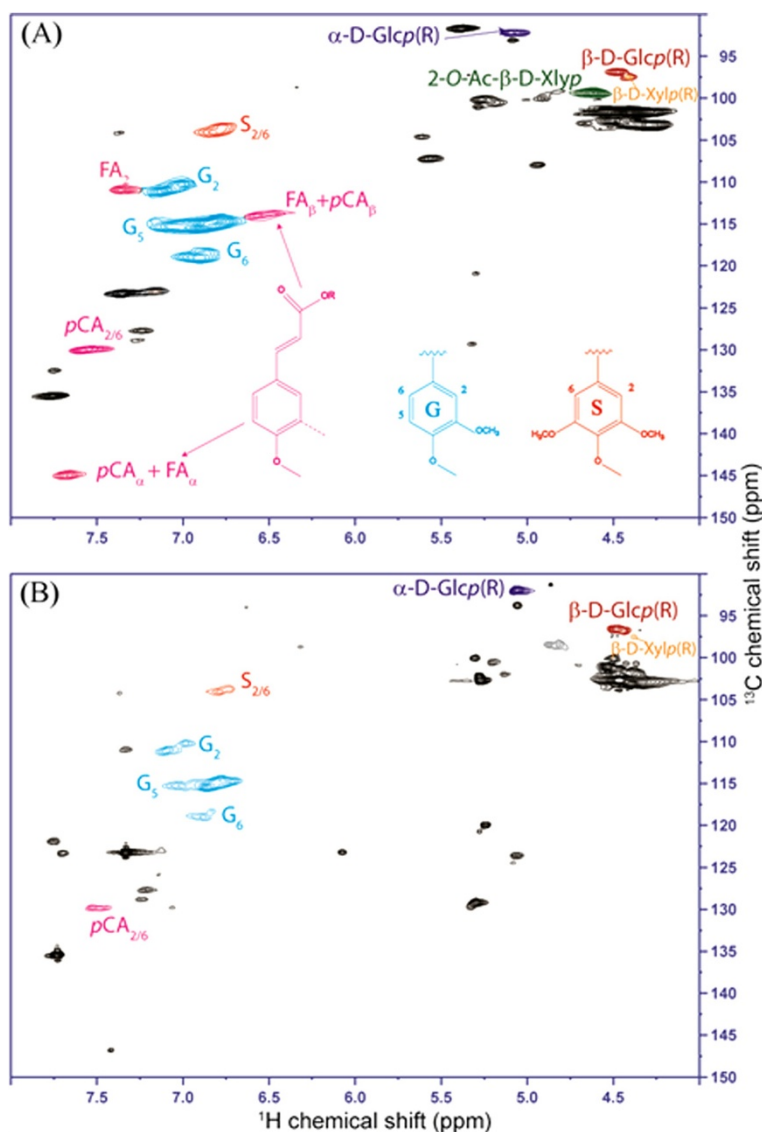 (A)
α-D-Glcp(R)
β-D-Glcp(R)
2-O-Ac-β-D-Xlyp
β-D-Xylp(R)
S2/6
FA2
G2
FAβ+pCAβ
G5
G6
O
OR
pCA2/6
6
2
G
5
OCH3
6
2
S
H3CO
OCH3
O
O
O
pCAα + FAα
95
100
105
110
115
120
125
130
135
140
145
150
7.5
7.0
6.5
6.0
5.5
5.0
4.5
(B)
α-D-Glcp(R)
β-D-Glcp(R)
β-D-Xylp(R)
S2/6
G2
G5
G6
pCA2/6
95
100
105
110
115
120
125
130
135
140
145
150
13C chemical shift (ppm)
7.5
7.0
6.5
6.0
5.5
5.0
4.5
1H chemical shift (ppm)